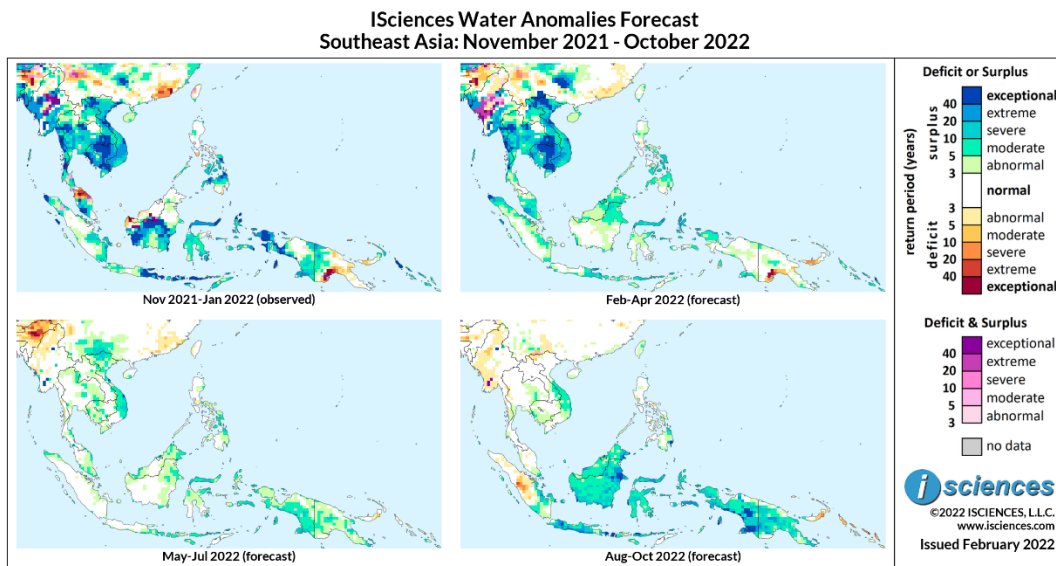 ISciences Water Anomalies Forecast
Southeast Asia: November 2021 - October 2022
Nov 2021-Jan 2022 (observed)
Feb-Apr 2022 (forecast)
May-Jul 2022 (forecast)
Aug-Oct 2022 (forecast)
Deficit or Surplus
return period (years)
surplus
deficit
exceptional
40
extreme
20
severe
10
moderate
5
abnormal
3
normal
3
abnormal
5
moderate
10
severe
20
extreme
40
exceptional
Deficit & Surplus
exceptional
40
extreme
20
severe
10
moderate
5
abnormal
3
no data
i sciences
©2022 ISCIENCES, L.L.C.
www.isciences.com
Issued February 2022